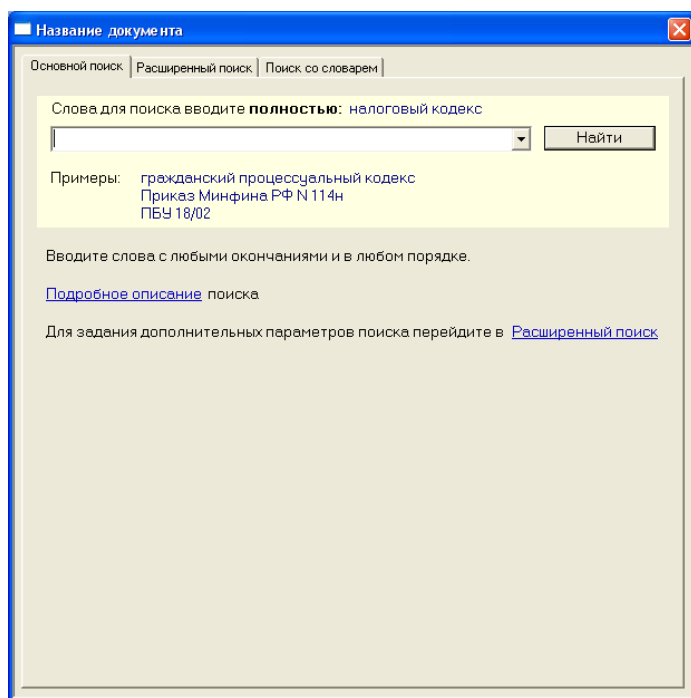 Название документа
Основной поиск Расширенный поиск Поиск со словарем
Слова для поиска вводите полностью: налоговый кодекс
Найти
Примеры: гражданский процессуальный кодекс
Приказ Минфина РФ N 114н
ПБУ 18/02
Вводите слова с любыми окончаниями и в любом порядке.
Подробное описание поиска
Для задания дополнительных параметров поиска перейдите в Расширенный поиск